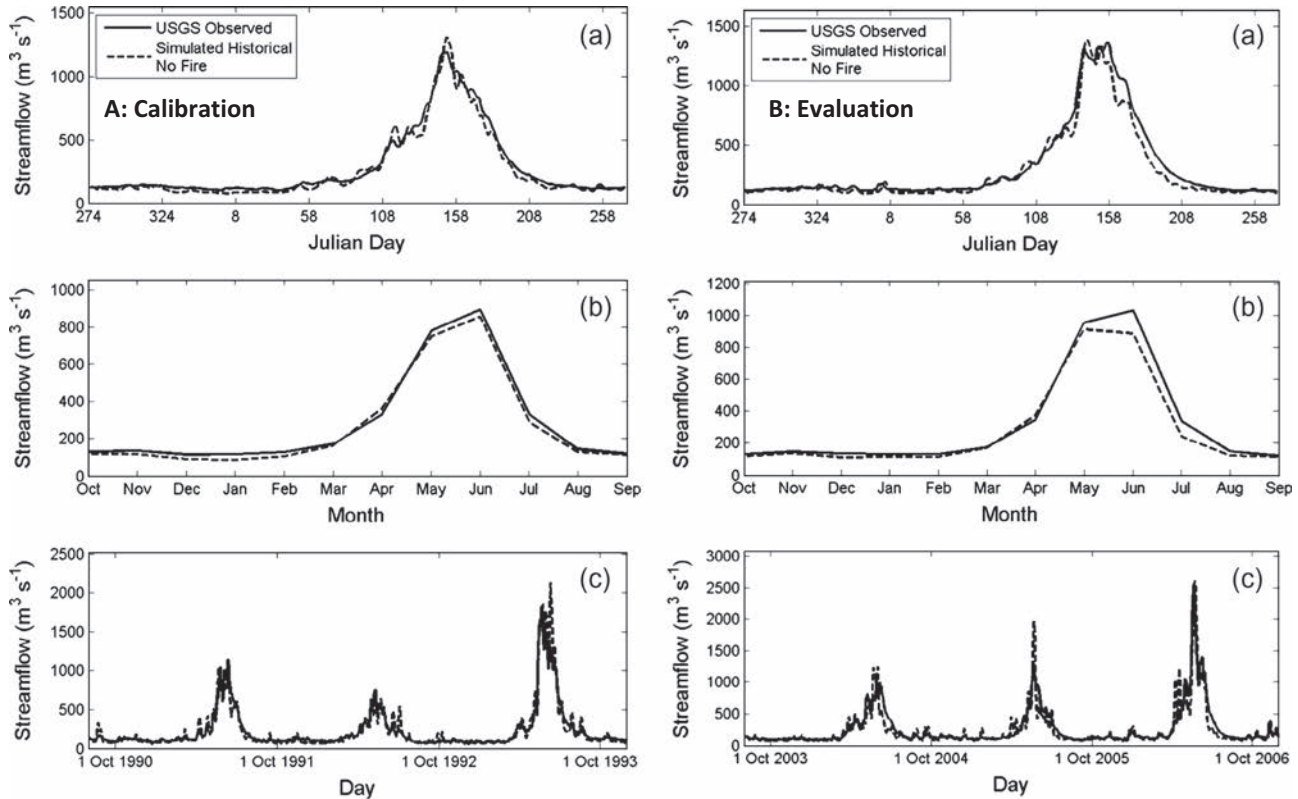 USGS Observed
Simulated Historical
No Fire
(a)
A: Calibration
1500
1000
500
0
Streamflow (m³ s⁻¹)
274 324 8 58 108 158 208 258
Julian Day
(b)
1000
800
600
400
200
0
Streamflow (m³ s⁻¹)
Oct Nov Dec Jan Feb Mar Apr May Jun Jul Aug Sep
Month
(c)
2500
2000
1500
1000
500
0
Streamflow (m³ s⁻¹)
1 Oct 1990 1 Oct 1991 1 Oct 1992 1 Oct 1993
Day
USGS Observed
Simulated Historical
No Fire
(a)
B: Evaluation
1500
1000
500
0
Streamflow (m³ s⁻¹)
274 324 8 58 108 158 208 258
Julian Day
(b)
1200
1000
800
600
400
200
0
Streamflow (m³ s⁻¹)
Oct Nov Dec Jan Feb Mar Apr May Jun Jul Aug Sep
Month
(c)
3000
2500
2000
1500
1000
500
0
Streamflow (m³ s⁻¹)
1 Oct 2003 1 Oct 2004 1 Oct 2005 1 Oct 2006
Day